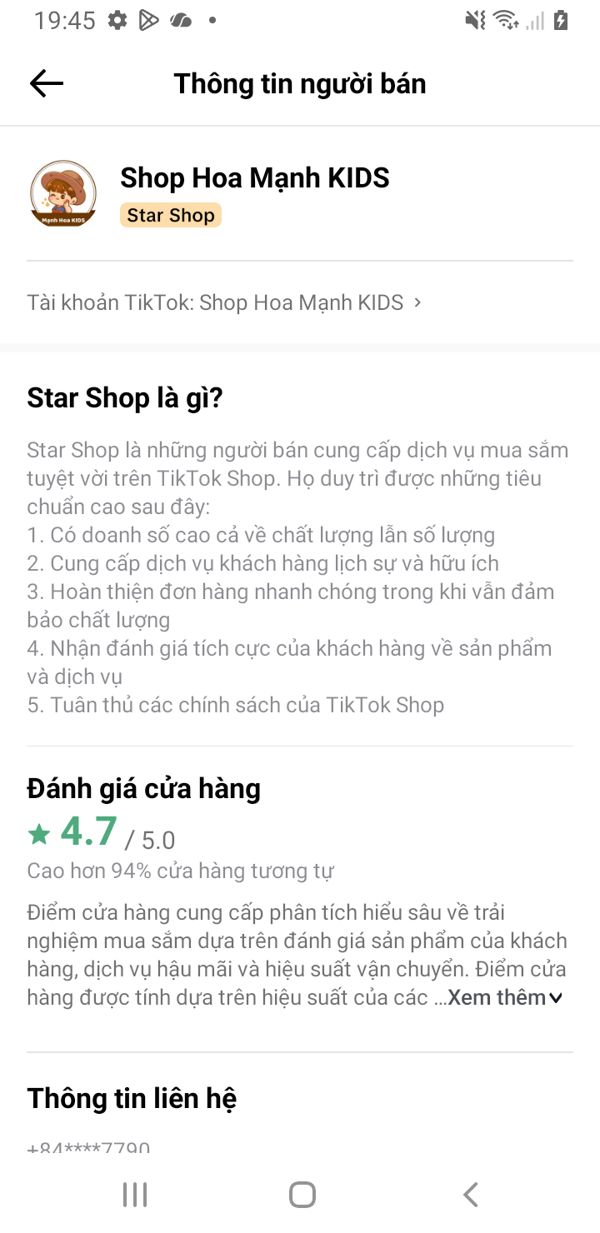 19:45
Thông tin người bán
Shop Hoa Mạnh KIDS
Mạnh Hoa KIDS
Star Shop
Tài khoản TikTok: Shop Hoa Mạnh KIDS >
Star Shop là gì?
Star Shop là những người bán cung cấp dịch vụ mua sắm
tuyệt vời trên TikTok Shop. Họ duy trì được những tiêu
chuẩn cao sau đây:
1. Có doanh số cao cả về chất lượng lẫn số lượng
2. Cung cấp dịch vụ khách hàng lịch sự và hữu ích
3. Hoàn thiện đơn hàng nhanh chóng trong khi vẫn đảm
bảo chất lượng
4. Nhận đánh giá tích cực của khách hàng về sản phẩm
và dịch vụ
5. Tuân thủ các chính sách của TikTok Shop
Đánh giá cửa hàng
4.7 / 5.0
Cao hơn 94% cửa hàng tương tự
Điểm cửa hàng cung cấp phân tích hiểu sâu về trải
nghiệm mua sắm dựa trên đánh giá sản phẩm của khách
hàng, dịch vụ hậu mãi và hiệu suất vận chuyển. Điểm cửa
hàng được tính dựa trên hiệu suất của các ...Xem thêm
Thông tin liên hệ
+84****7790